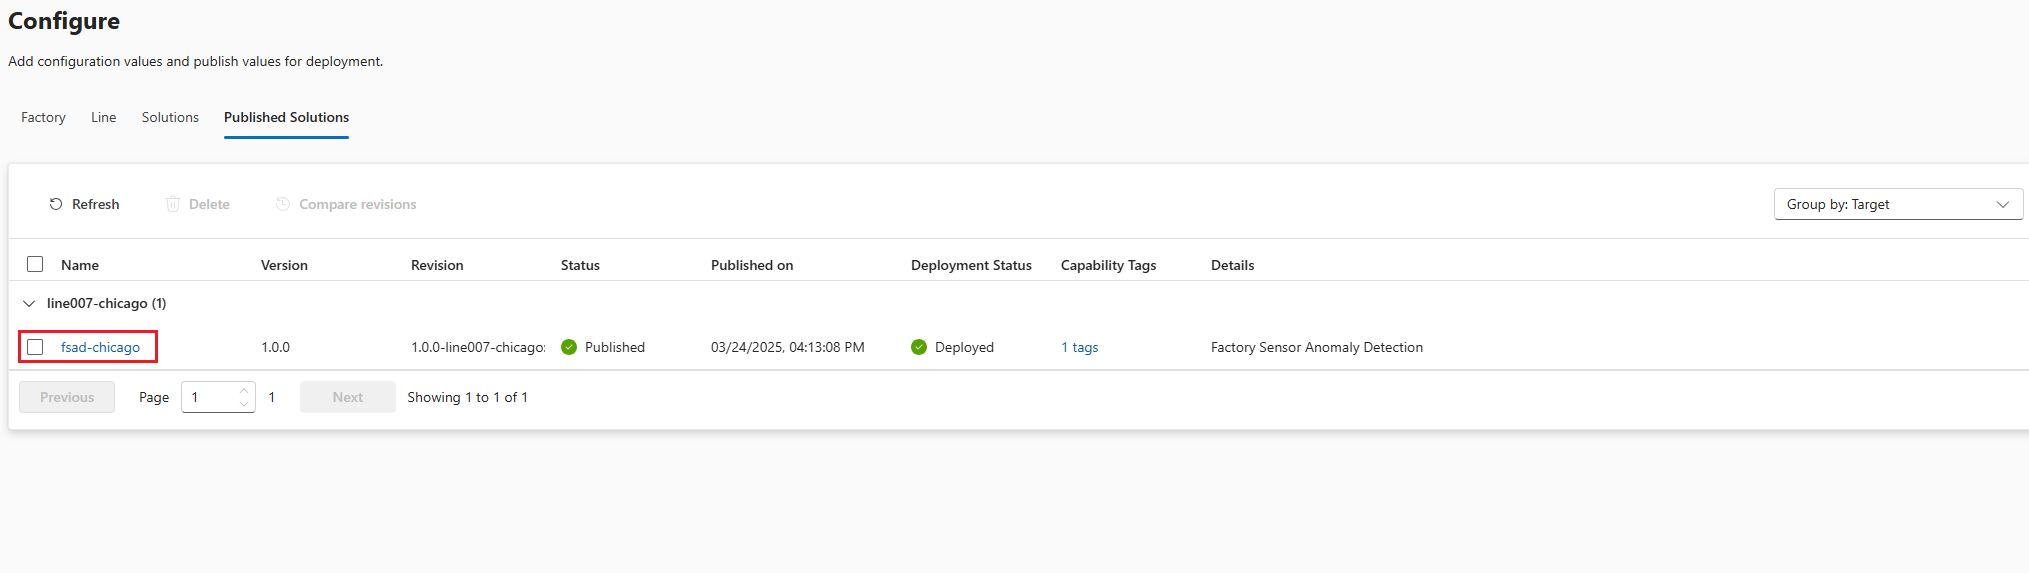 Configure
Add configuration values and publish values for deployment.
Factory Line Solutions Published Solutions
Refresh Delete Compare revisions Group by: Target
Name Version Revision Status Published on Deployment Status Capability Tags Details
line007-chicago (1)
fsad-chicago 1.0.0 1.0.0-line007-chicago: Published 03/24/2025, 04:13:08 PM Deployed 1 tags Factory Sensor Anomaly Detection
Previous Page 1 1 Next Showing 1 to 1 of 1